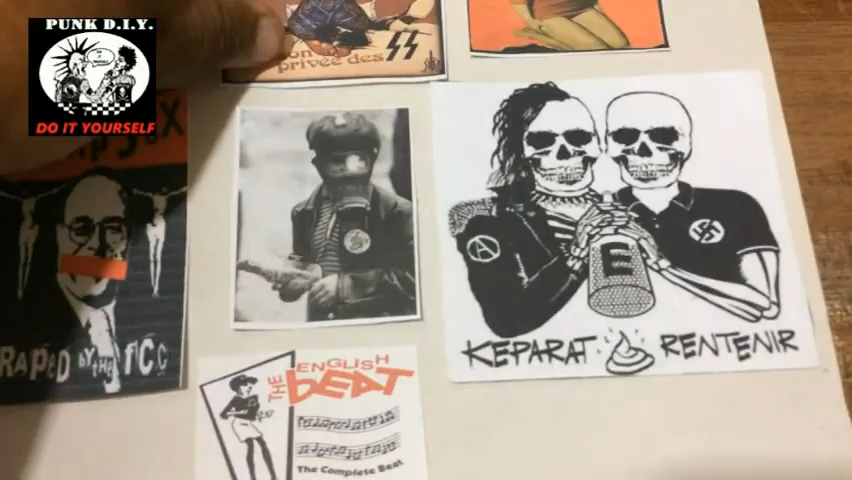 PUNK D.I.Y.
DO IT YOURSELF
privée des SS
RAPED by the FCC
KEPARAT RENTENIR
E
THE ENGLISH BEAT
The Complete Beat